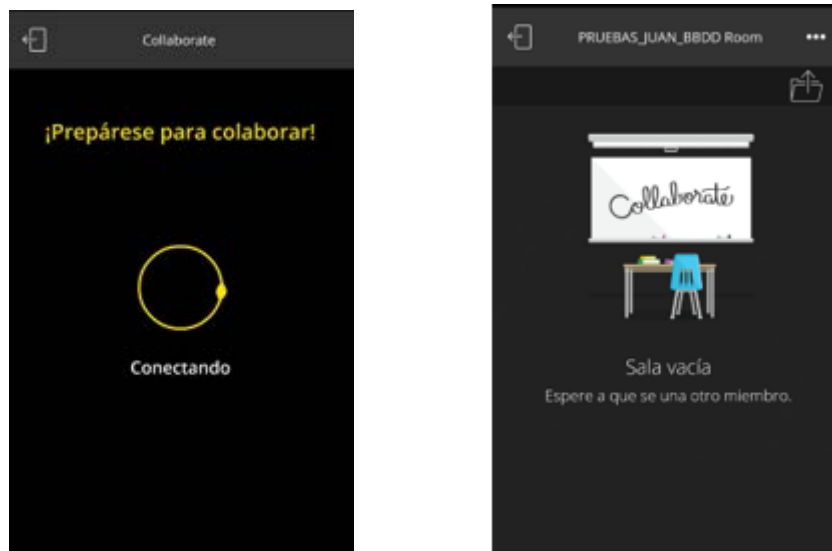 Collaborate
¡Prepárese para colaborar!
Conectando
PRUEBAS_JUAN_BBDD Room
Collaborate
Sala vacía
Espere a que se una otro miembro.